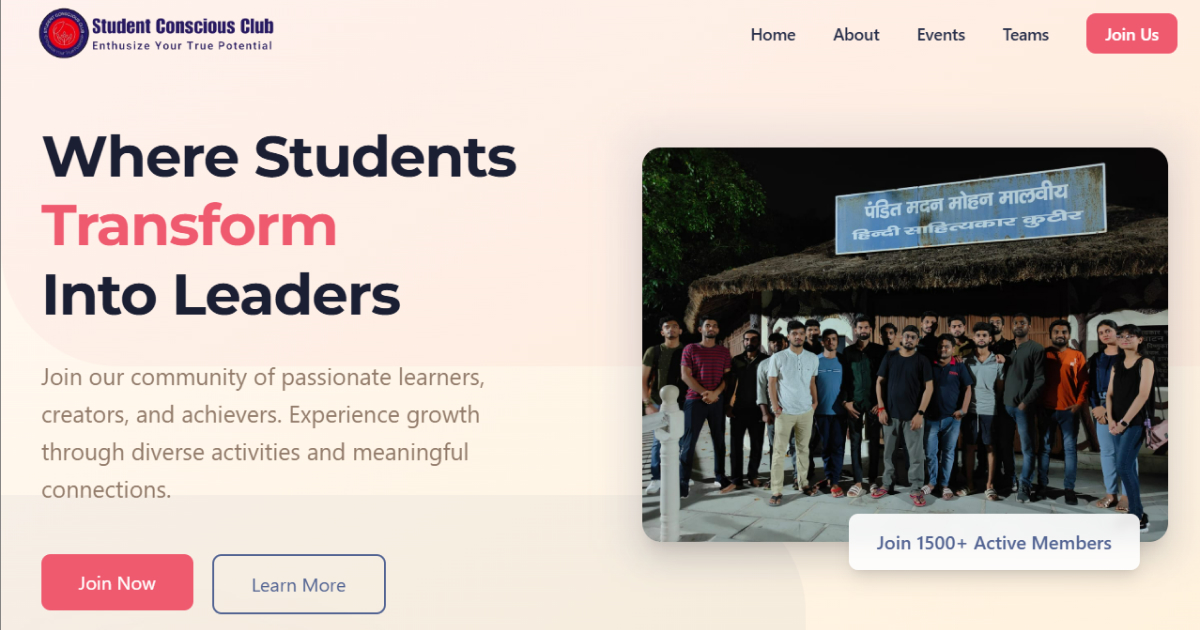 Student Conscious Club
Enthusize Your True Potential
Home
About
Events
Teams
Join Us
Where Students
Transform
Into Leaders
Join our community of passionate learners,
creators, and achievers. Experience growth
through diverse activities and meaningful
connections.
Join Now
Learn More
पंडित मदन मोहन मालवीय
हिन्दी साहित्यकार कुटीर
Join 1500+ Active Members